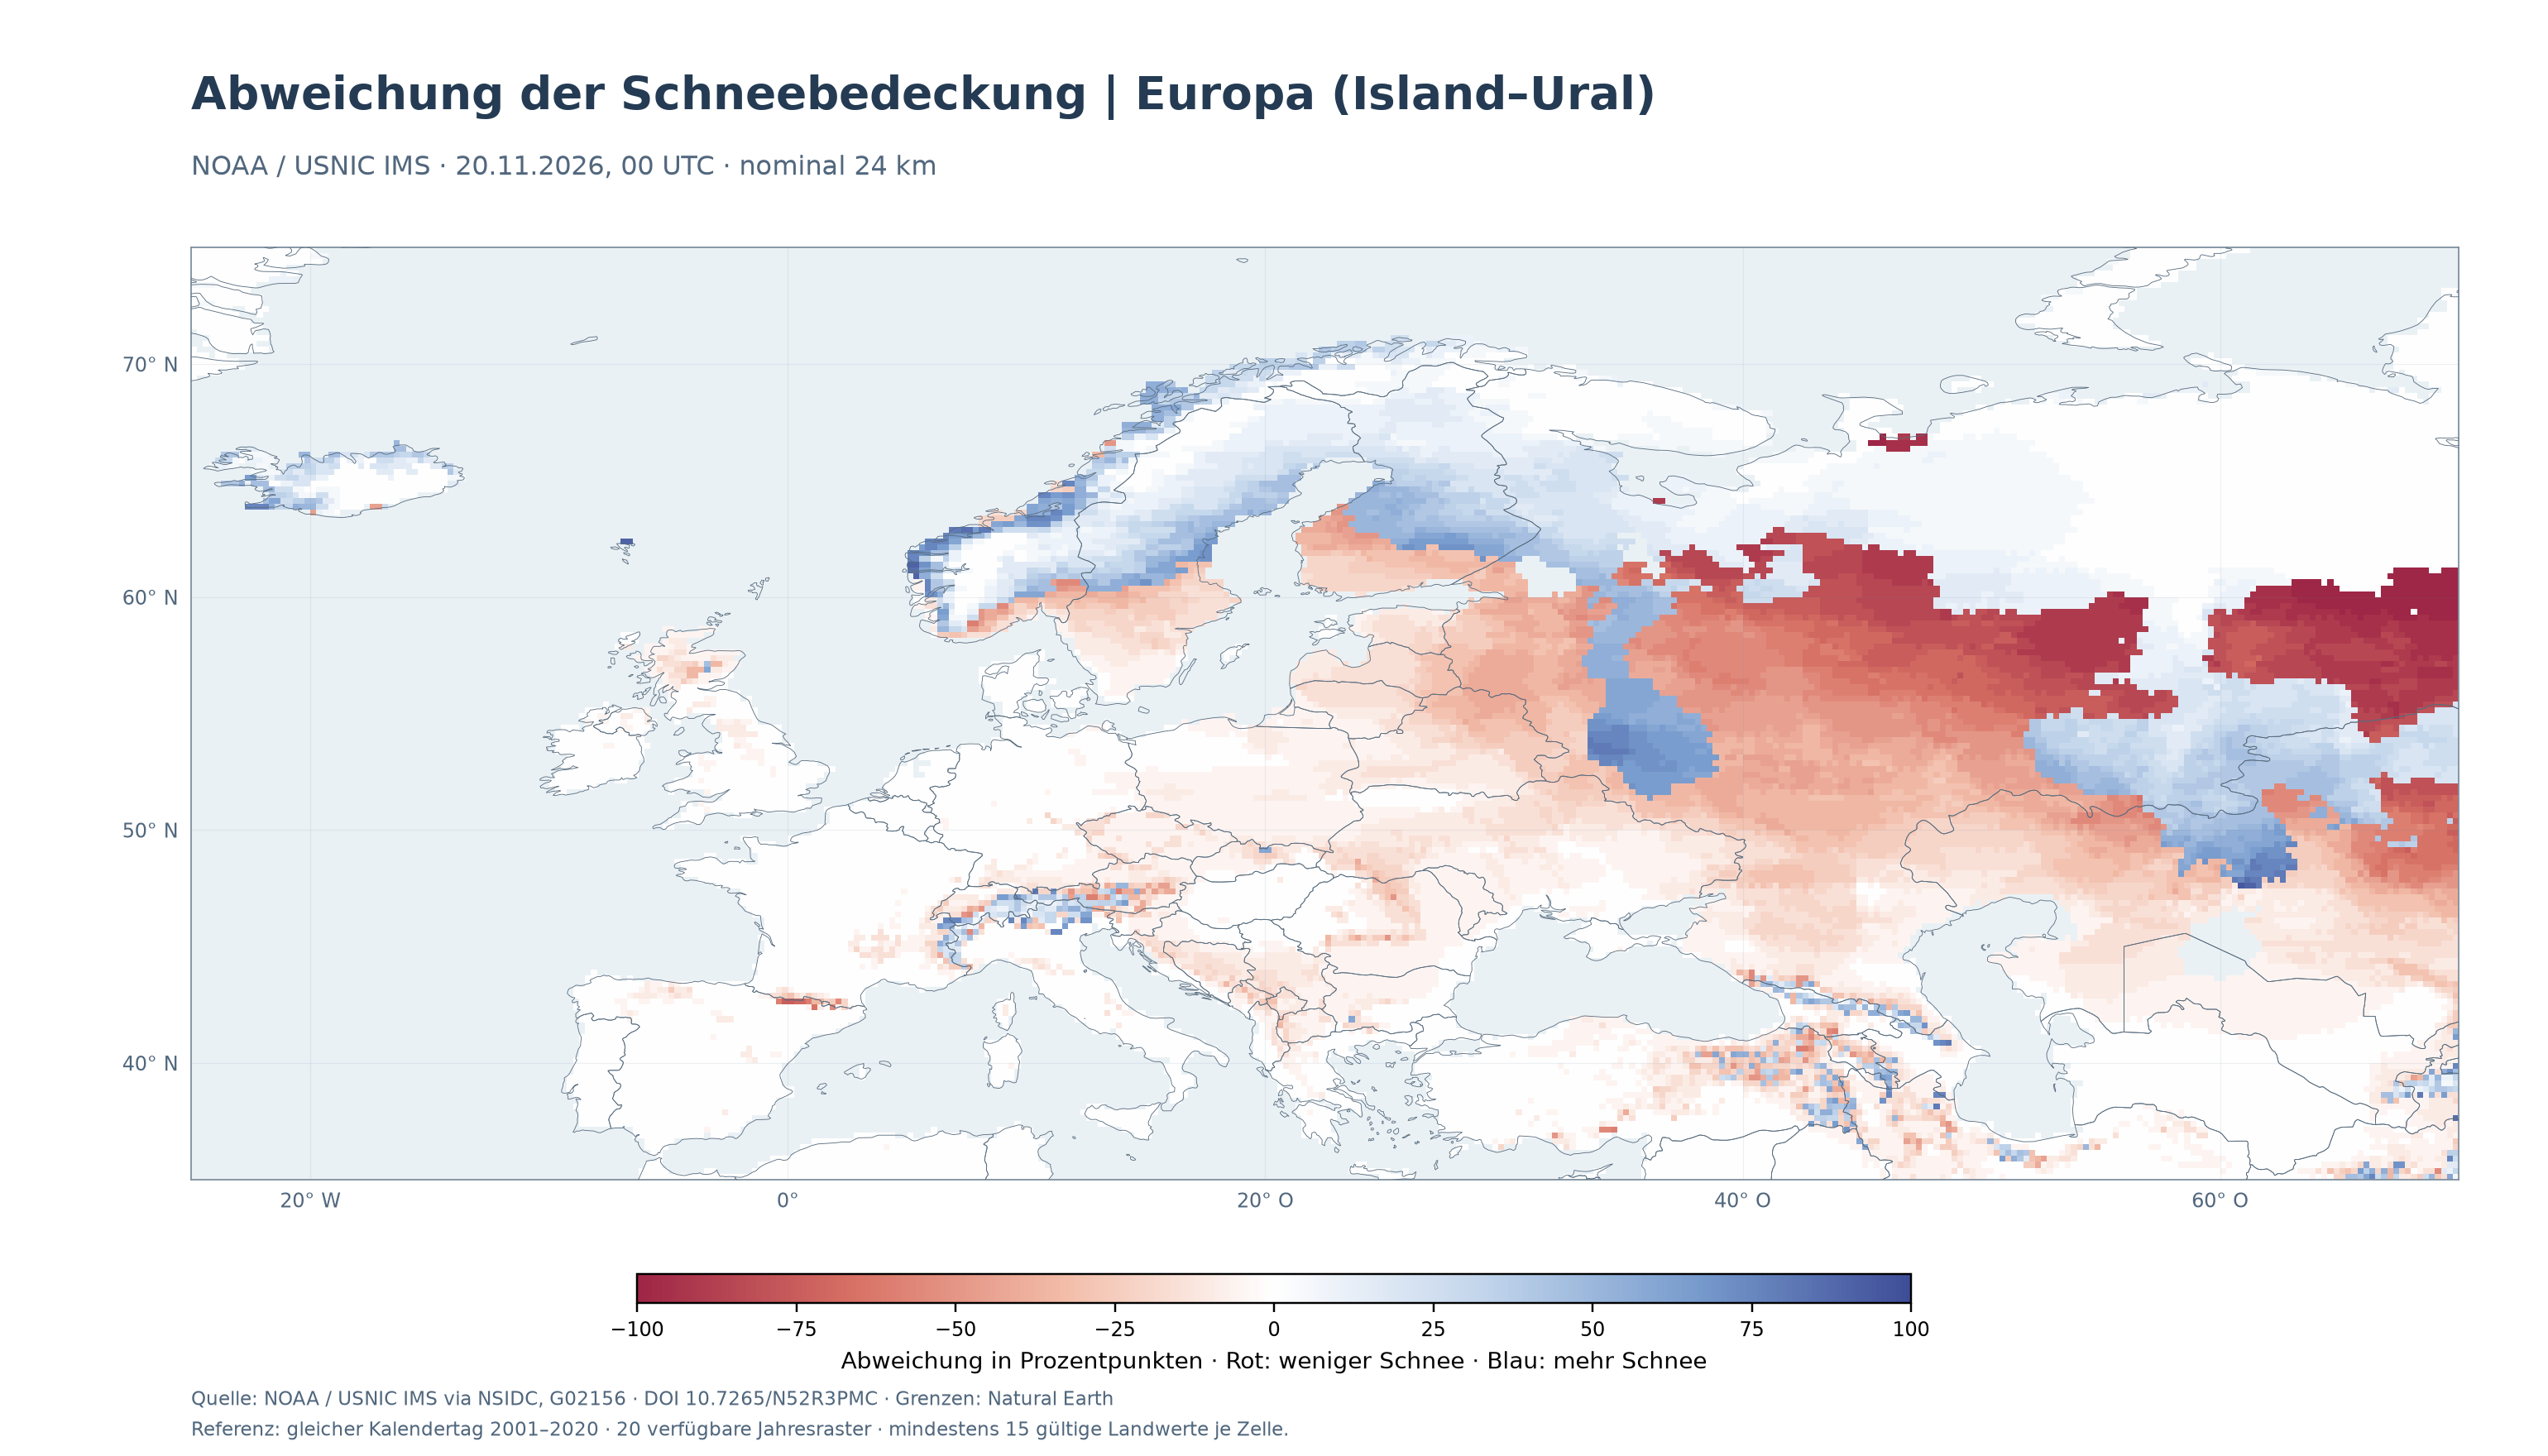 Abweichung der Schneebedeckung | Europa (Island–Ural)
NOAA / USNIC IMS · 20.11.2026, 00 UTC · nominal 24 km
70° N
60° N
50° N
40° N
20° W 0° 20° O 40° O 60° O
−100 −75 −50 −25 0 25 50 75 100
Abweichung in Prozentpunkten · Rot: weniger Schnee · Blau: mehr Schnee
Quelle: NOAA / USNIC IMS via NSIDC, G02156 · DOI 10.7265/N52R3PMC · Grenzen: Natural Earth
Referenz: gleicher Kalendertag 2001–2020 · 20 verfügbare Jahresraster · mindestens 15 gültige Landwerte je Zelle.